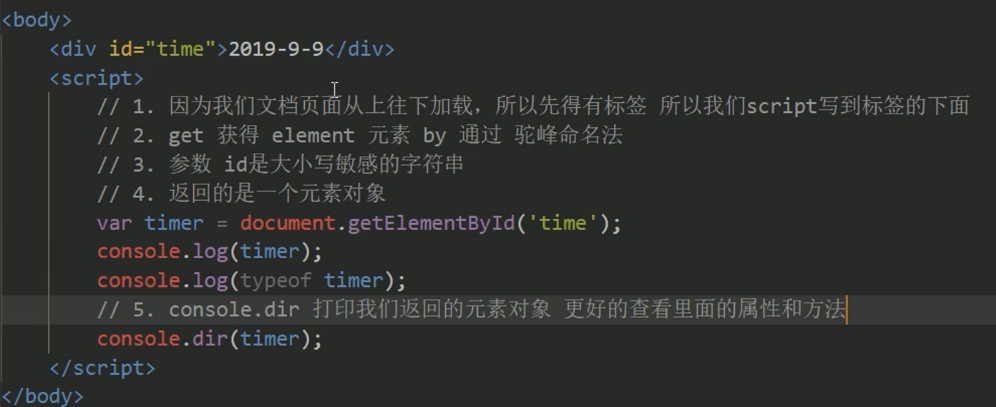 <body>
<div id="time">2019-9-9</div>
<script>
// 1. 因为我们文档页面从上往下加载，所以先得有标签 所以我们script写到标签的下面
// 2. get 获得 element 元素 by 通过 驼峰命名法
// 3. 参数 id是大小写敏感的字符串
// 4. 返回的是一个元素对象
var timer = document.getElementById('time');
console.log(timer);
console.log(typeof timer);
// 5. console.dir 打印我们返回的元素对象 更好的查看里面的属性和方法
console.dir(timer);
</script>
</body>